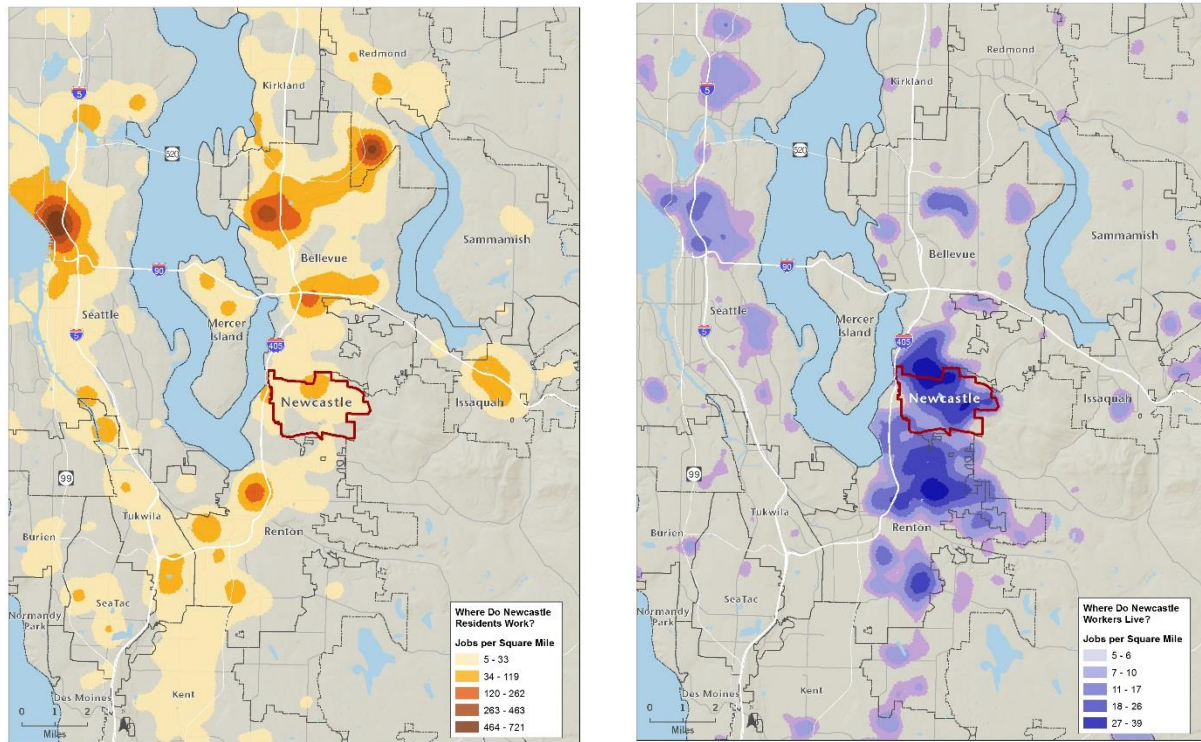 Redmond
Kirkland
5
520
Sammamish
Bellevue
90
Seattle
Mercer
Island
5
405
Newcastle
Issaquah
99
Tukwila
Renton
Burien
SeaTac
Normandy
Park
Kent
Des Moines
0 1 2
Miles
Where Do Newcastle
Residents Work?
Jobs per Square Mile
5 - 33
34 - 119
120 - 262
263 - 463
464 - 721
Redmond
Kirkland
5
520
Sammamish
Bellevue
90
Seattle
Mercer
Island
5
405
Newcastle
Issaquah
99
Tukwila
Renton
Burien
SeaTac
Normandy
Park
Kent
Des Moines
0 1 2
Miles
Where Do Newcastle
Workers Live?
Jobs per Square Mile
5 - 6
7 - 10
11 - 17
18 - 26
27 - 39